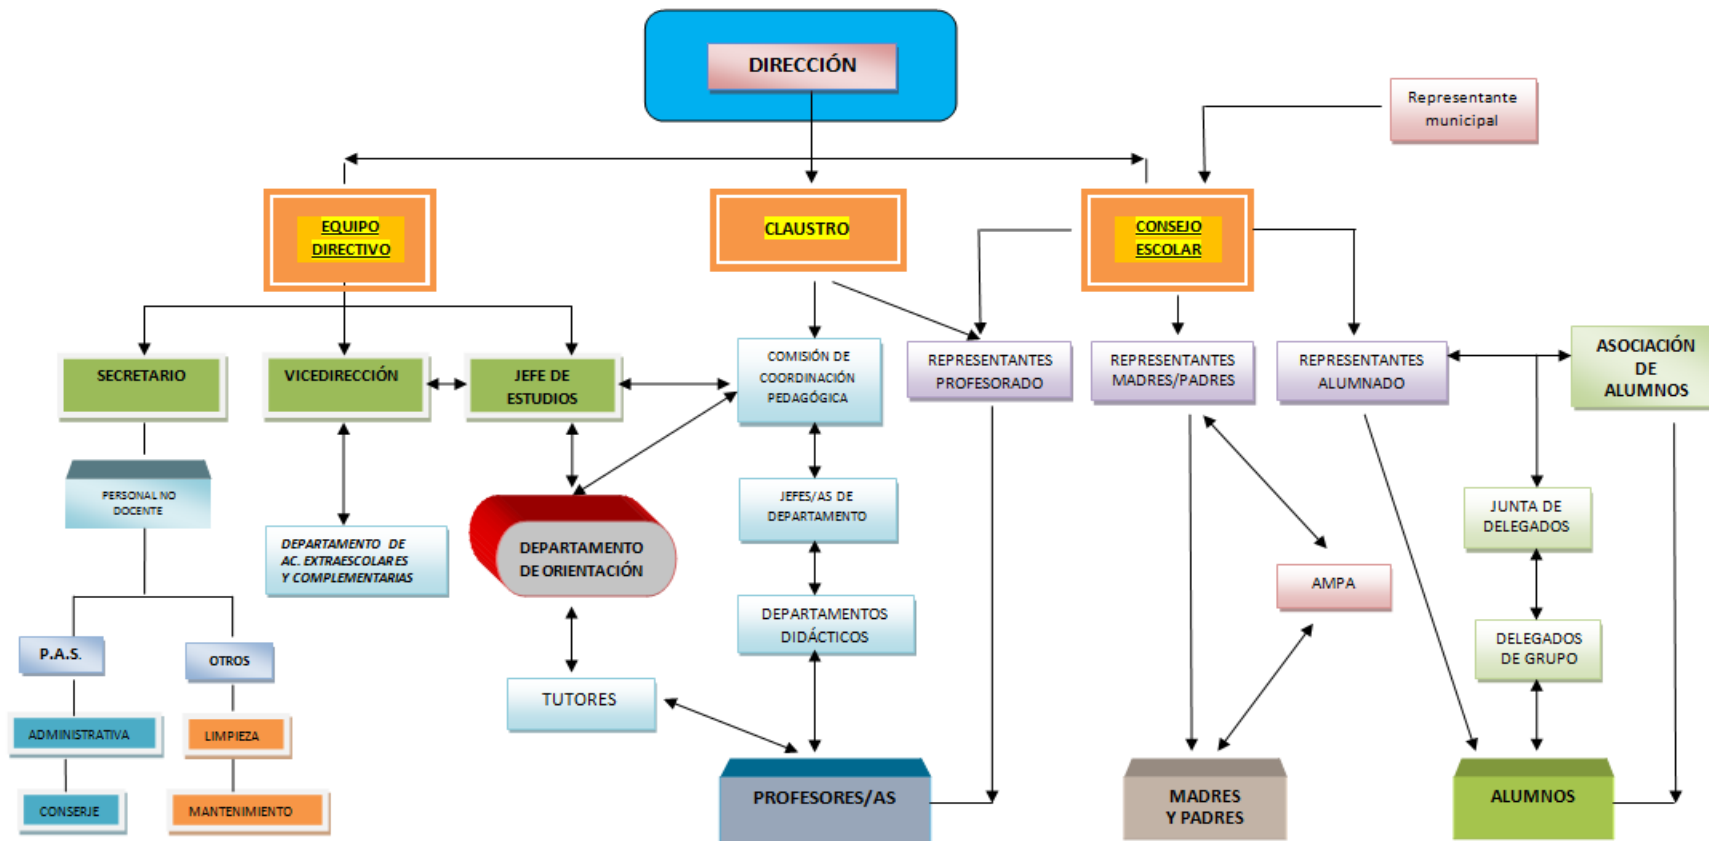 DIRECCIÓN
Representante
municipal
EQUIPO
DIRECTIVO
CLAUSTRO
CONSEJO
ESCOLAR
SECRETARIO
VICEDIRECCIÓN
JEFE DE
ESTUDIOS
COMISIÓN DE
COORDINACIÓN
PEDAGÓGICA
REPRESENTANTES
PROFESORADO
REPRESENTANTES
MADRES/PADRES
REPRESENTANTES
ALUMNADO
ASOCIACIÓN
DE
ALUMNOS
PERSONAL NO
DOCENTE
DEPARTAMENTO DE
AC. EXTRAESCOLARES
Y COMPLEMENTARIAS
DEPARTAMENTO
DE ORIENTACIÓN
JEFES/AS DE
DEPARTAMENTO
JUNTA DE
DELEGADOS
AMPA
DEPARTAMENTOS
DIDÁCTICOS
DELEGADOS
DE GRUPO
P.A.S.
OTROS
TUTORES
ADMINISTRATIVA
LIMPIEZA
CONSERJE
MANTENIMIENTO
PROFESORES/AS
MADRES
Y PADRES
ALUMNOS